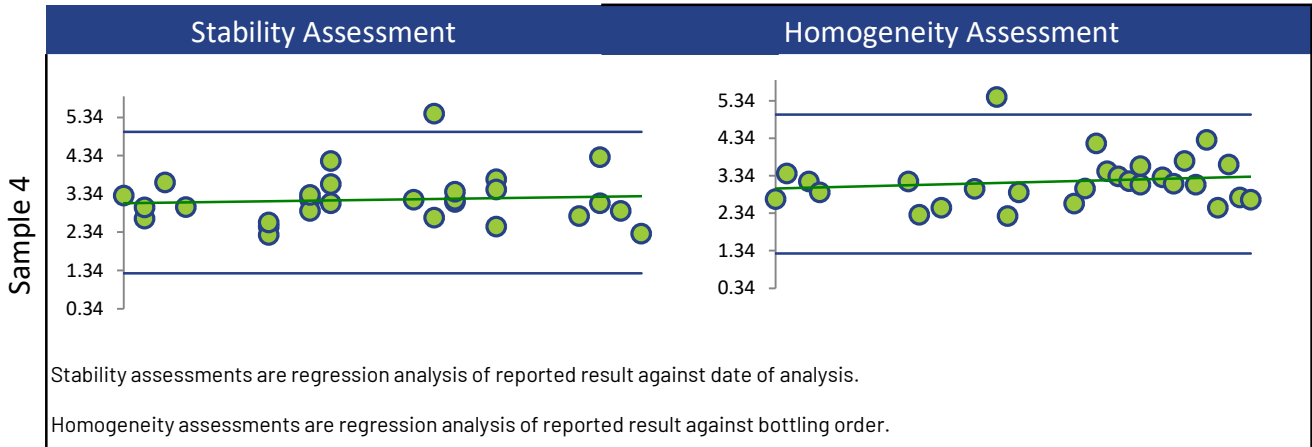 Stability Assessment
Homogeneity Assessment
Sample 4
5.34
4.34
3.34
2.34
1.34
0.34
5.34
4.34
3.34
2.34
1.34
0.34
Stability assessments are regression analysis of reported result against date of analysis.
Homogeneity assessments are regression analysis of reported result against bottling order.